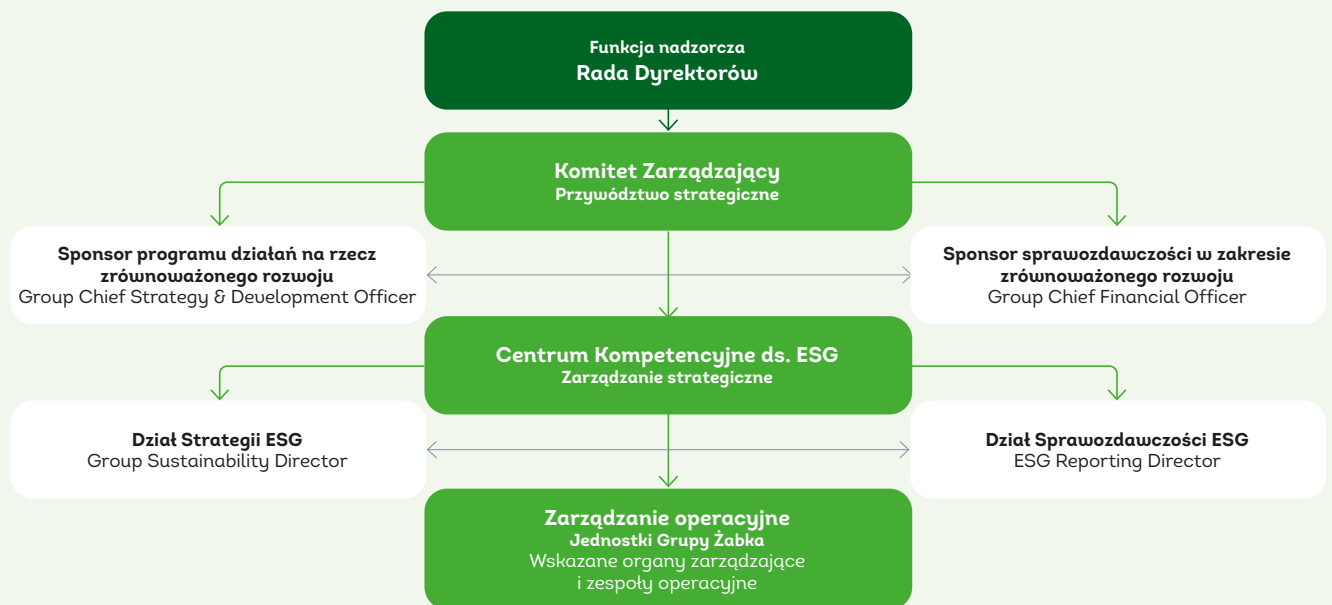 Funkcja nadzorcza
Rada Dyrektorów
Komitet Zarządzający
Przywództwo strategiczne
Sponsor programu działań na rzecz
zrównoważonego rozwoju
Group Chief Strategy & Development Officer
Sponsor sprawozdawczości w zakresie
zrównoważonego rozwoju
Group Chief Financial Officer
Centrum Kompetencyjne ds. ESG
Zarządzanie strategiczne
Dział Strategii ESG
Group Sustainability Director
Dział Sprawozdawczości ESG
ESG Reporting Director
Zarządzanie operacyjne
Jednostki Grupy Żabka
Wskazane organy zarządzające
i zespoły operacyjne